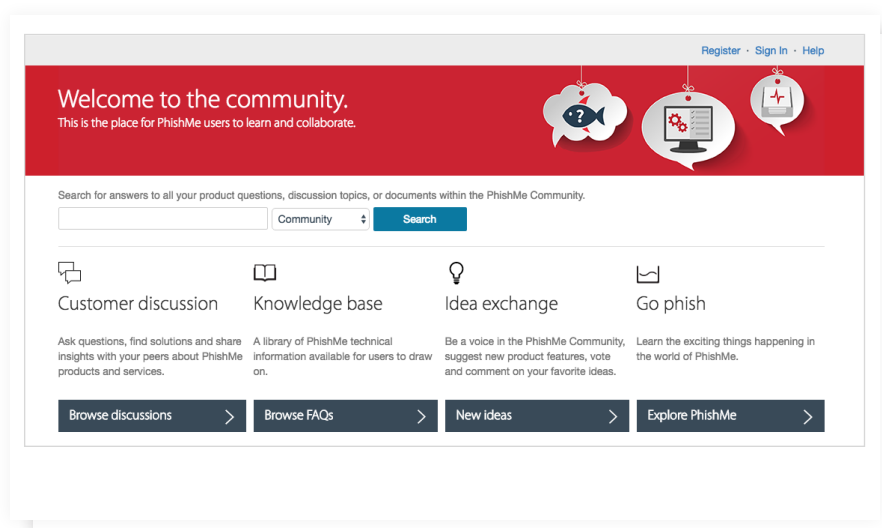 Register · Sign In · Help
Welcome to the community.
This is the place for PhishMe users to learn and collaborate.
?
Search for answers to all your product questions, discussion topics, or documents within the PhishMe Community.
Community
Search
Customer discussion
Ask questions, find solutions and share
insights with your peers about PhishMe
products and services.
Browse discussions
Knowledge base
A library of PhishMe technical
information available for users to draw
on.
Browse FAQs
Idea exchange
Be a voice in the PhishMe Community,
suggest new product features, vote
and comment on your favorite ideas.
New ideas
Go phish
Learn the exciting things happening in
the world of PhishMe.
Explore PhishMe